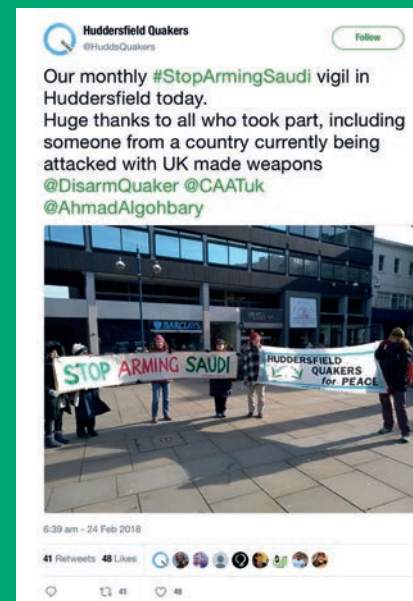 Huddersfield Quakers
@HuddsQuakers
Follow
Our monthly #StopArmingSaudi vigil in
Huddersfield today.
Huge thanks to all who took part, including
someone from a country currently being
attacked with UK made weapons
@DisarmQuaker @CAATuk
@AhmadAlgohbary
BARCLAYS
STOP ARMING SAUDI
HUDDERSFIELD
QUAKERS
for PEACE
6:39 am - 24 Feb 2018
41 Retweets 48 Likes
41 48